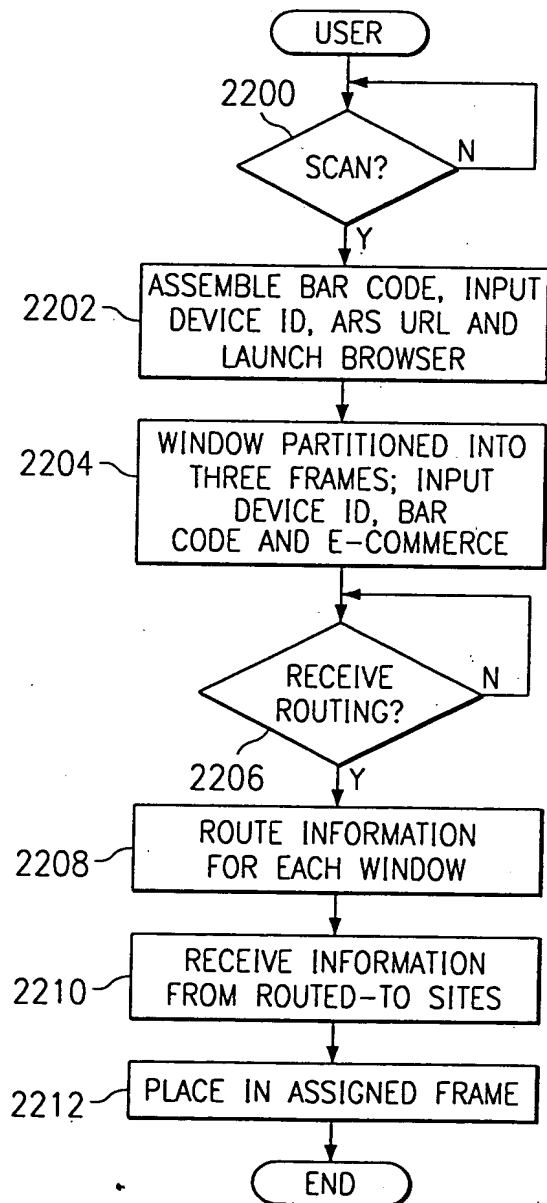 USER
2200
SCAN?
N
Y
2202
ASSEMBLE BAR CODE, INPUT
DEVICE ID, ARS URL AND
LAUNCH BROWSER
2204
WINDOW PARTITIONED INTO
THREE FRAMES; INPUT
DEVICE ID, BAR
CODE AND E-COMMERCE
RECEIVE
ROUTING?
N
2206
Y
2208
ROUTE INFORMATION
FOR EACH WINDOW
2210
RECEIVE INFORMATION
FROM ROUTED-TO SITES
2212
PLACE IN ASSIGNED FRAME
END